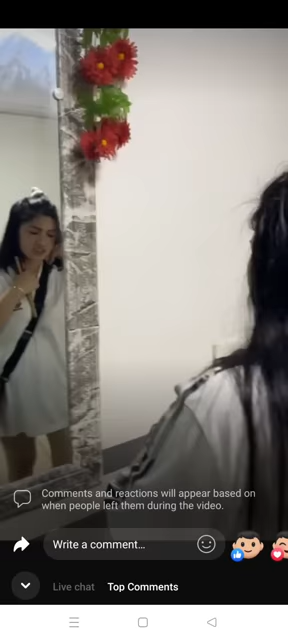 Comments and reactions will appear based on
when people left them during the video.
Write a comment...
Live chat Top Comments